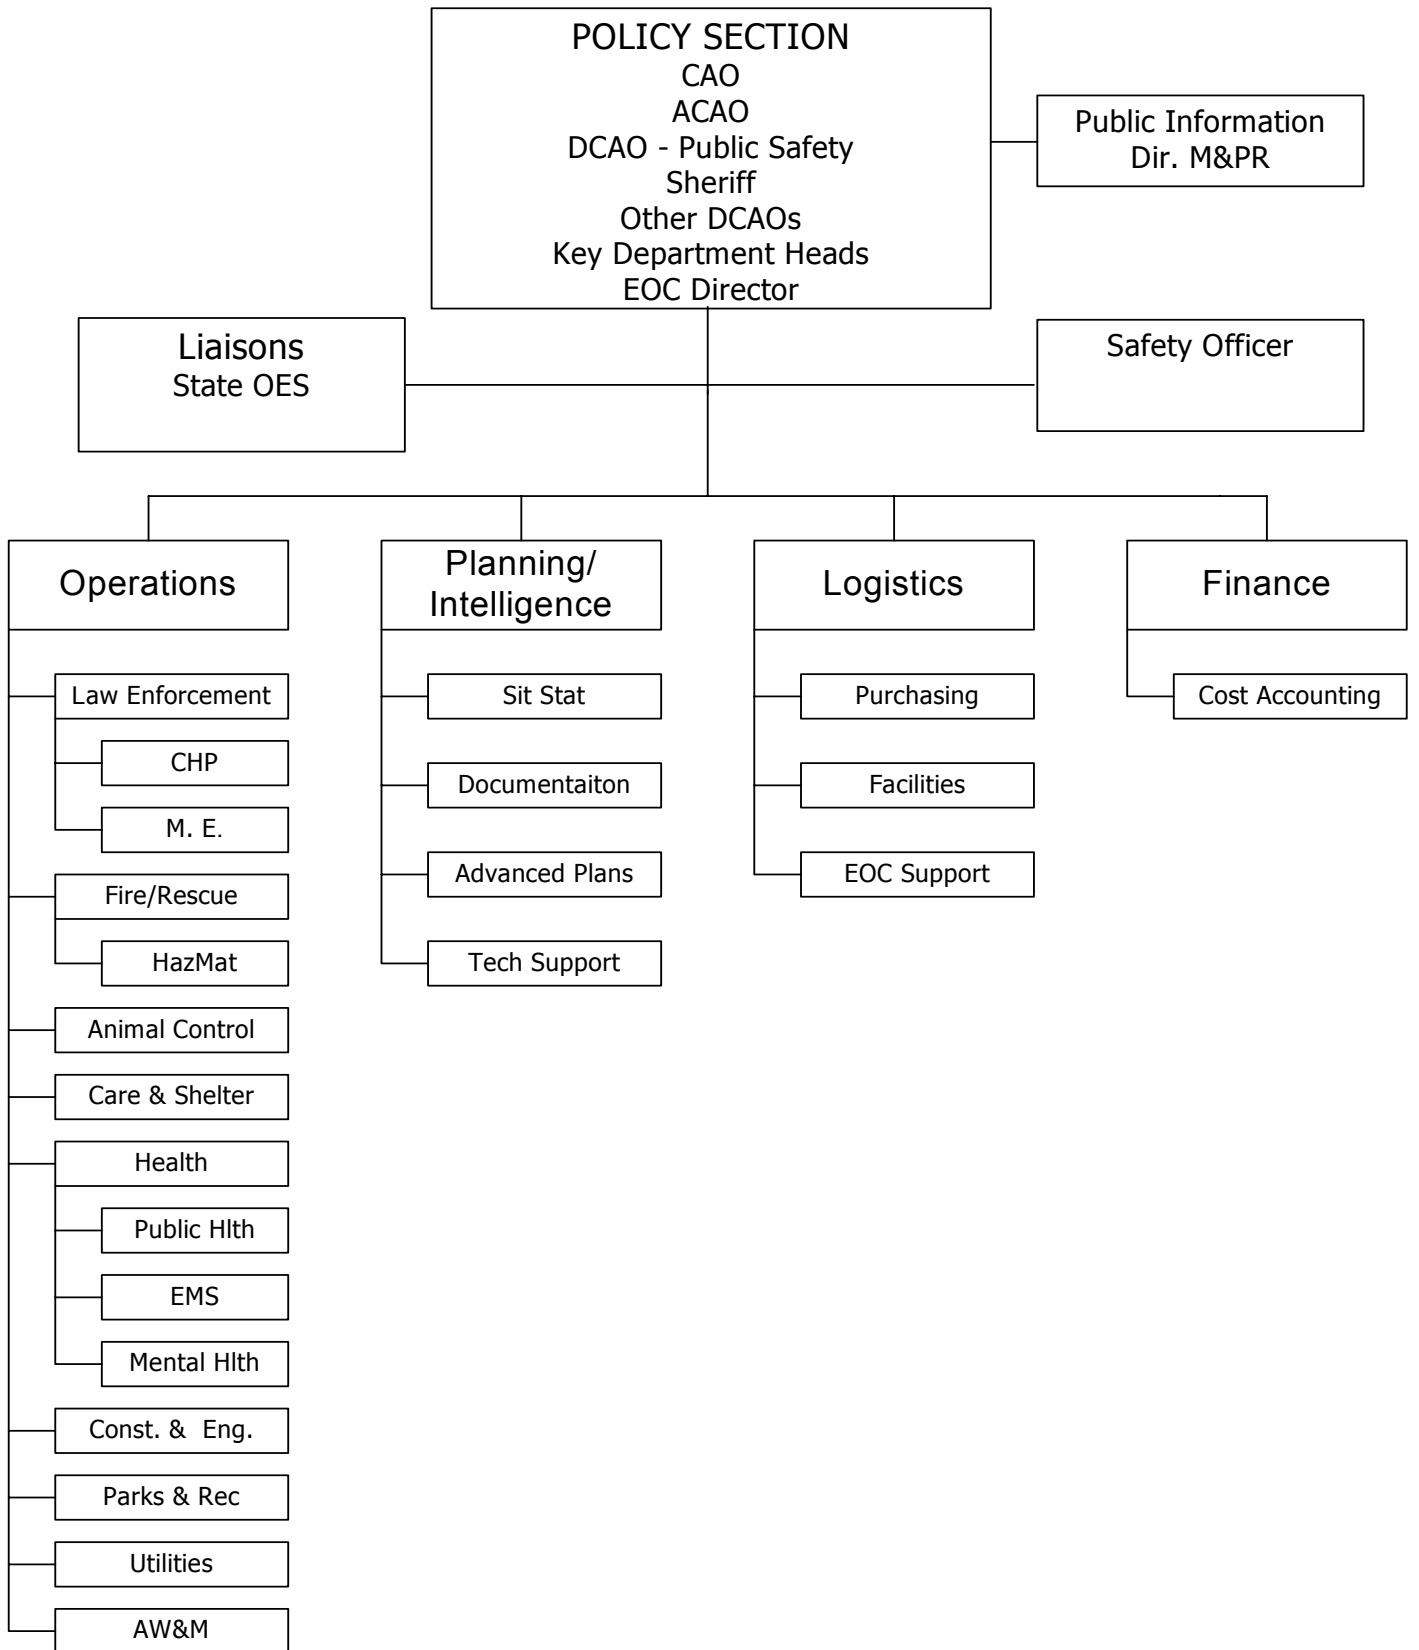 POLICY SECTION
CAO
ACAO
DCAO - Public Safety
Sheriff
Other DCAOs
Key Department Heads
EOC Director
Public Information
Dir. M&PR
Liaisons
State OES
Safety Officer
Operations
Law Enforcement
CHP
M. E.
Fire/Rescue
HazMat
Animal Control
Care & Shelter
Health
Public Hlth
EMS
Mental Hlth
Const. & Eng.
Parks & Rec
Utilities
AW&M
Planning/
Intelligence
Sit Stat
Documentaiton
Advanced Plans
Tech Support
Logistics
Purchasing
Facilities
EOC Support
Finance
Cost Accounting